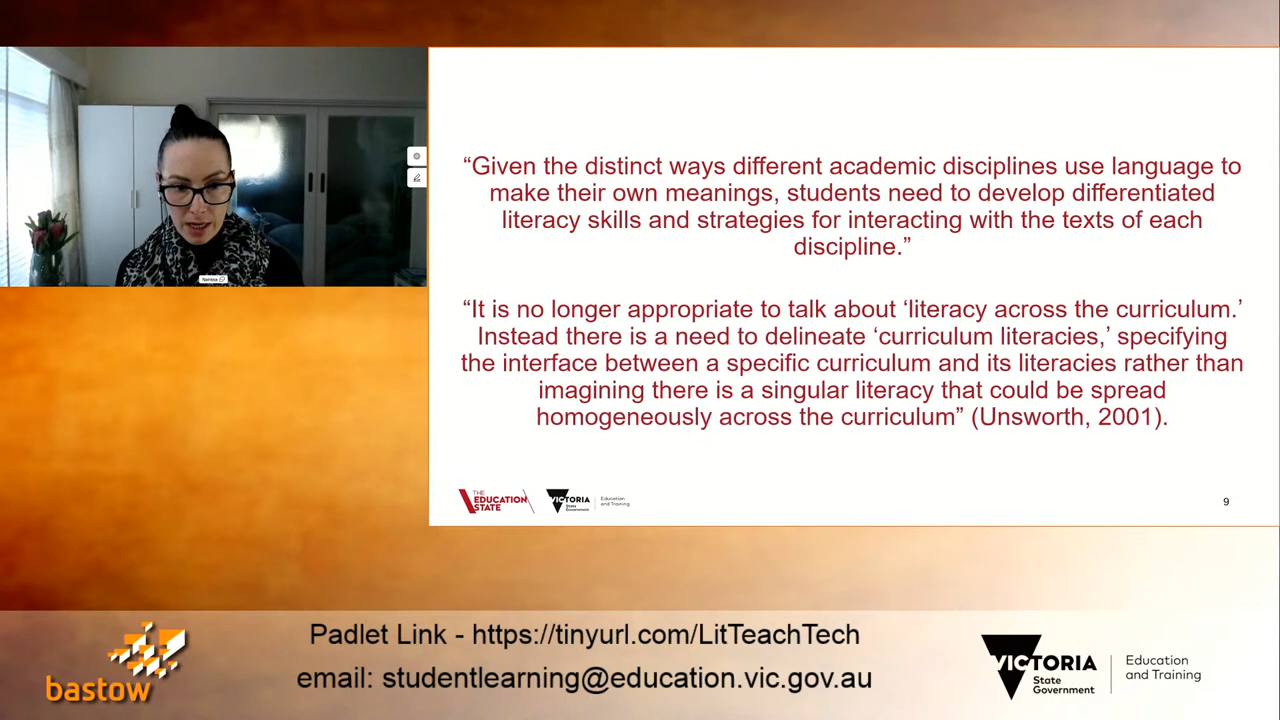 Narissa
“Given the distinct ways different academic disciplines use language to
make their own meanings, students need to develop differentiated
literacy skills and strategies for interacting with the texts of each
discipline.”
“It is no longer appropriate to talk about ‘literacy across the curriculum.’
Instead there is a need to delineate ‘curriculum literacies,’ specifying
the interface between a specific curriculum and its literacies rather than
imagining there is a singular literacy that could be spread
homogeneously across the curriculum” (Unsworth, 2001).
THE
EDUCATION
STATE
VICTORIA
State
Government
Education
and Training
9
bastow
Padlet Link - https://tinyurl.com/LitTeachTech
email: studentlearning@education.vic.gov.au
VICTORIA
State
Government
Education
and Training